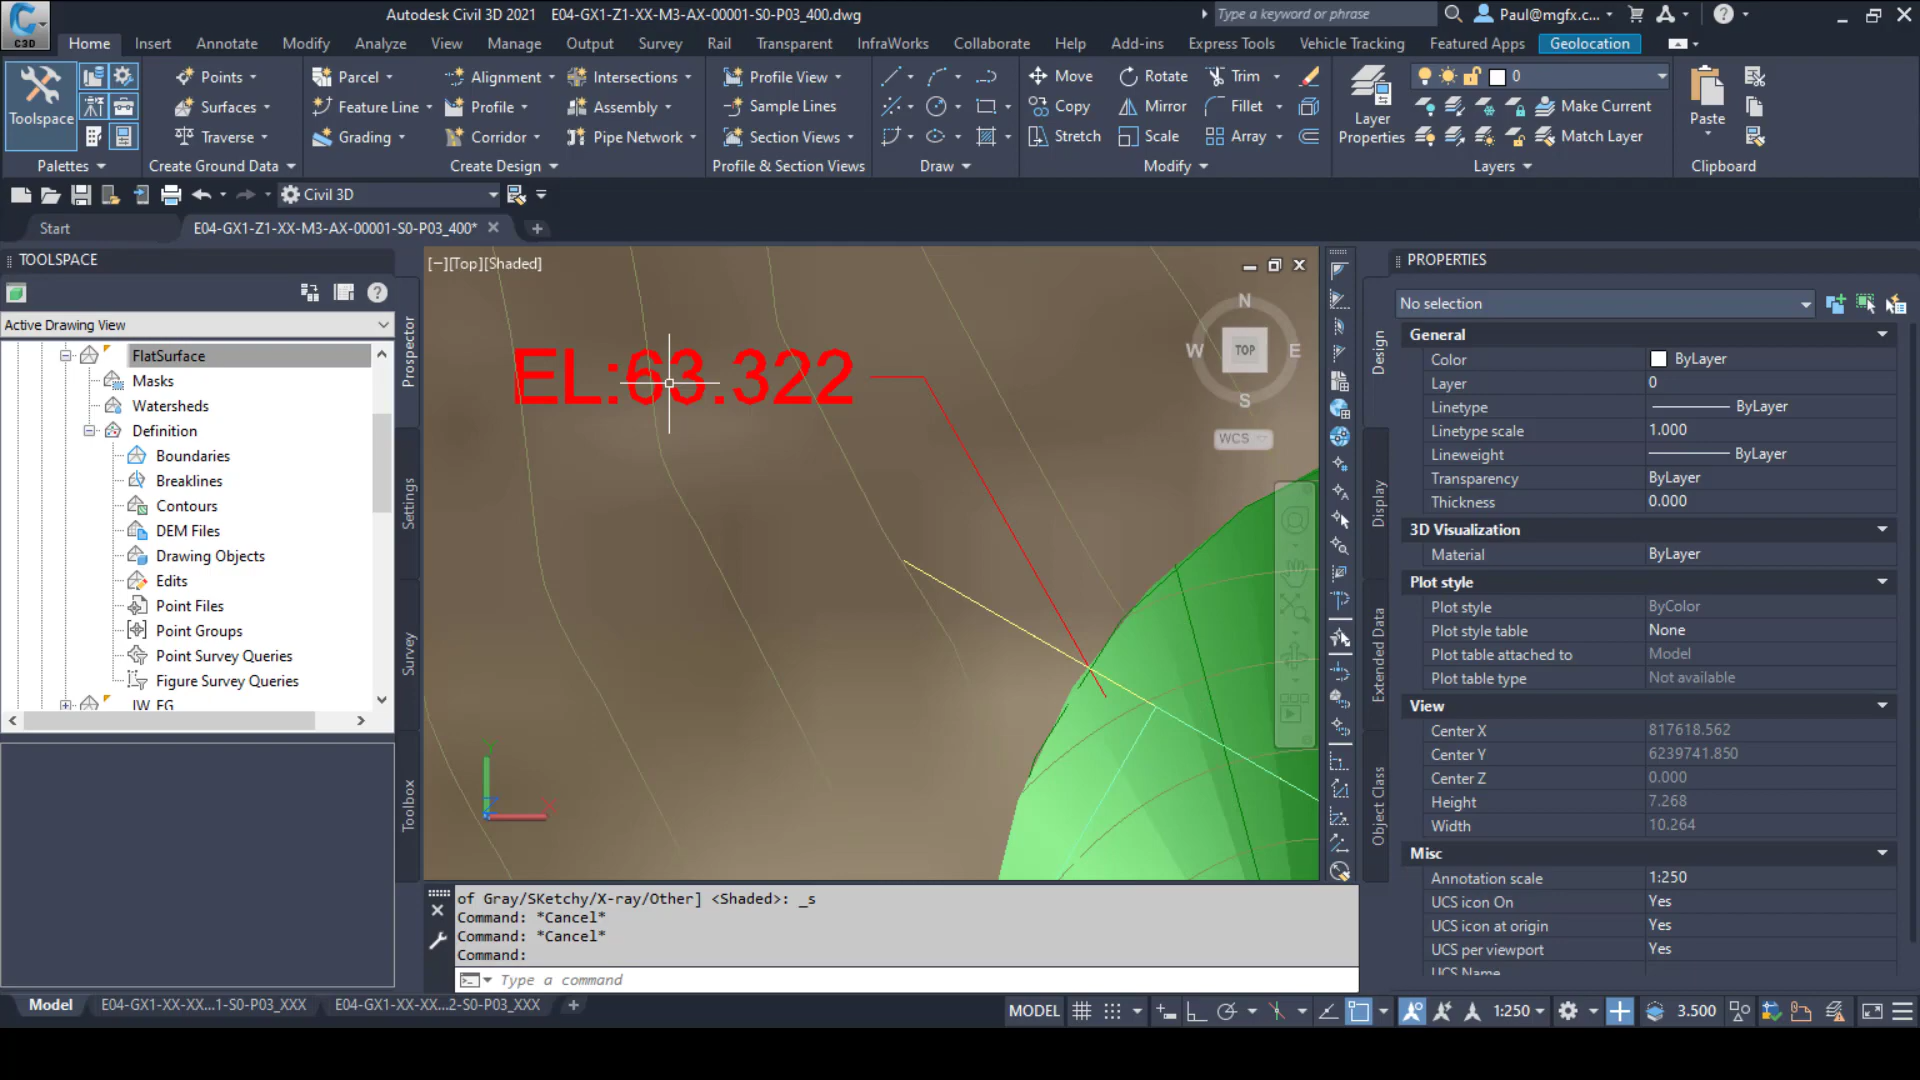 Autodesk Civil 3D 2021 E04-GX1-Z1-XX-M3-AX-00001-S0-P03_400.dwg
Type a keyword or phrase
Paul@mgfx.c...
C3D
Home Insert Annotate Modify Analyze View Manage Output Survey Rail Transparent InfraWorks Collaborate Help Add-ins Express Tools Vehicle Tracking Featured Apps Geolocation
Toolspace
Points
Surfaces
Traverse
Parcel
Feature Line
Grading
Alignment
Profile
Corridor
Intersections
Assembly
Pipe Network
Profile View
Sample Lines
Section Views
Move Rotate Trim
Copy Mirror Fillet
Stretch Scale Array
Layer
Properties
0
Make Current
Match Layer
Paste
Palettes Create Ground Data Create Design Profile & Section Views Draw Modify Layers Clipboard
Civil 3D
Start
E04-GX1-Z1-XX-M3-AX-00001-S0-P03_400*
TOOLSPACE
Active Drawing View
FlatSurface
Masks
Watersheds
Definition
Boundaries
Breaklines
Contours
DEM Files
Drawing Objects
Edits
Point Files
Point Groups
Point Survey Queries
Figure Survey Queries
IW_FG
Prospector
Settings
Survey
Toolbox
[−][Top][Shaded]
EL:63.322
N
W TOP E
S
WCS
Y
X
Z
PROPERTIES
No selection
Design
Display
Extended Data
Object Class
General
Color ByLayer
Layer 0
Linetype ByLayer
Linetype scale 1.000
Lineweight ByLayer
Transparency ByLayer
Thickness 0.000
3D Visualization
Material ByLayer
Plot style
Plot style ByColor
Plot style table None
Plot table attached to Model
Plot table type Not available
View
Center X 817618.562
Center Y 6239741.850
Center Z 0.000
Height 7.268
Width 10.264
Misc
Annotation scale 1:250
UCS icon On Yes
UCS icon at origin Yes
UCS per viewport Yes
UCS Name
of Gray/SKetchy/X-ray/Other] <Shaded>: _s
Command: *Cancel*
Command: *Cancel*
Command:
Type a command
Model E04-GX1-XX-XX...1-S0-P03_XXX E04-GX1-XX-XX...2-S0-P03_XXX
MODEL 1:250 3.500